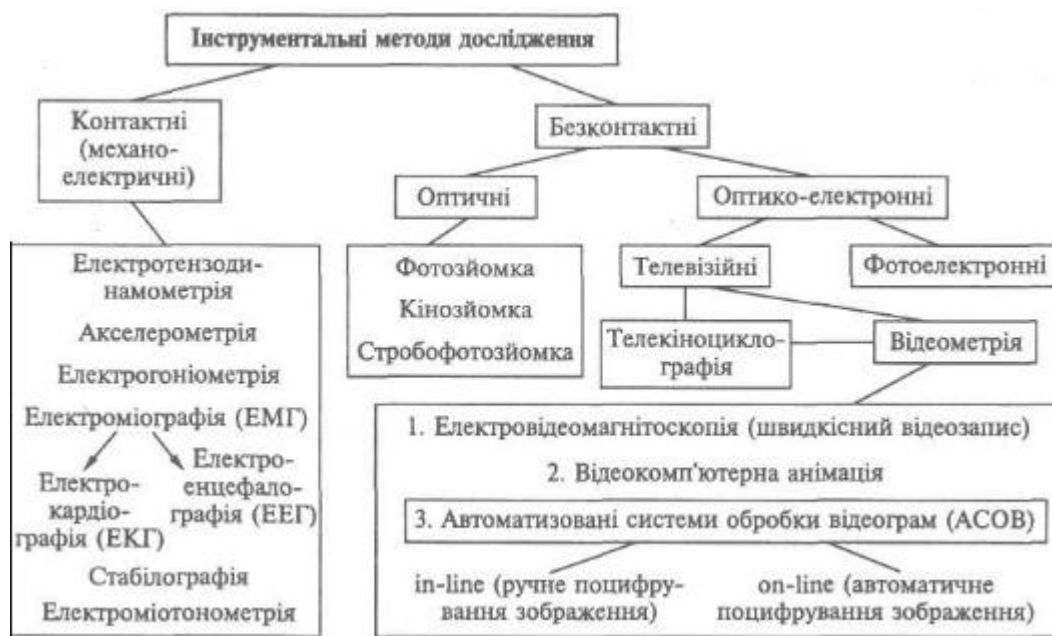 Інструментальні методи дослідження
Контактні
(механо-
електричні)
Безконтактні
Оптичні
Оптико-електронні
Електротензоди-
намометрія
Акселерометрія
Електрогоніометрія
Електроміографія (ЕМГ)
Електро-
кардіо-
графія (ЕКГ)
Електро-
енцефало-
графія (ЕЕГ)
Стабілографія
Електроміотонометрія
Фотозйомка
Кінозйомка
Стробофотозйомка
Телевізійні
Фотоелектронні
Телекіноцикло-
графія
Відеометрія
1. Електровідеомагнітоскопія (швидкісний відеозапис)
2. Відеокомп'ютерна анімація
3. Автоматизовані системи обробки відеограм (АСОВ)
in-line (ручне поцифру-
вання зображення)
on-line (автоматичне
поцифрування зображення)